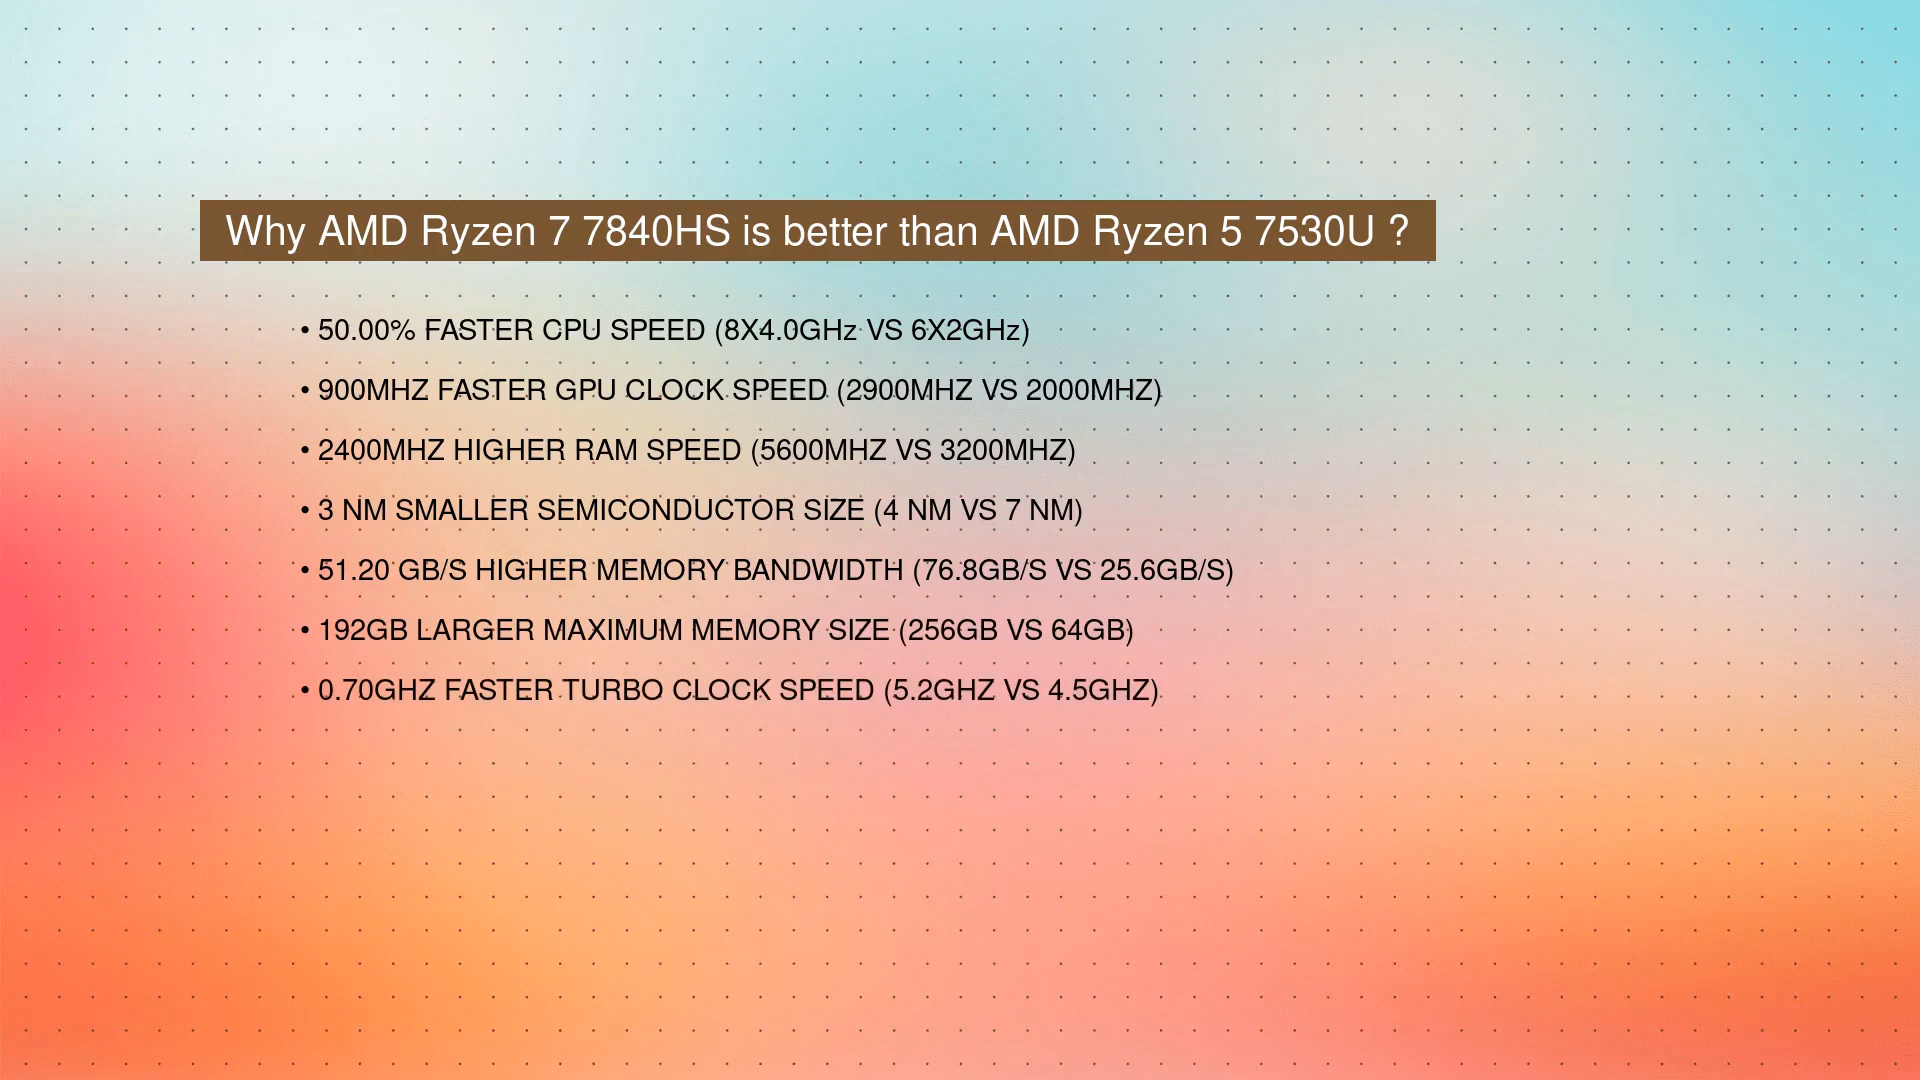 Why AMD Ryzen 7 7840HS is better than AMD Ryzen 5 7530U ?
• 50.00% FASTER CPU SPEED (8X4.0GHz VS 6X2GHz)
• 900MHZ FASTER GPU CLOCK SPEED (2900MHZ VS 2000MHZ)
• 2400MHZ HIGHER RAM SPEED (5600MHZ VS 3200MHZ)
• 3 NM SMALLER SEMICONDUCTOR SIZE (4 NM VS 7 NM)
• 51.20 GB/S HIGHER MEMORY BANDWIDTH (76.8GB/S VS 25.6GB/S)
• 192GB LARGER MAXIMUM MEMORY SIZE (256GB VS 64GB)
• 0.70GHZ FASTER TURBO CLOCK SPEED (5.2GHZ VS 4.5GHZ)